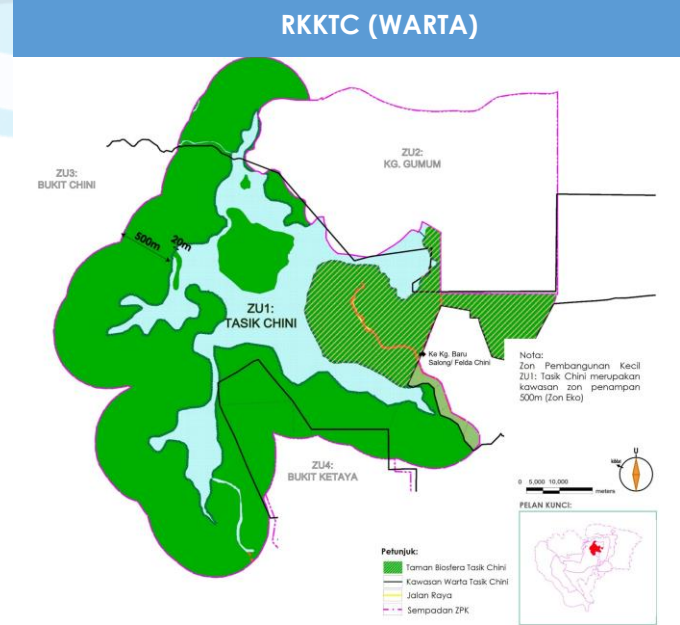 RKKTC (WARTA)
ZU3:
BUKIT CHINI
ZU2:
KG. GUMUM
500m
20m
ZU1:
TASIK CHINI
Ke Kg. Baru
Salong/ Felda Chini
Nota:
Zon Pembangunan Kecil
ZU1: Tasik Chini merupakan
kawasan zon penampan
500m (Zon Eko)
ZU4:
BUKIT KETAYA
U
0 5,000 10,000
meters
PELAN KUNCI:
Petunjuk:
Taman Biosfera Tasik Chini
Kawasan Warta Tasik Chini
Jalan Raya
Sempadan ZPK